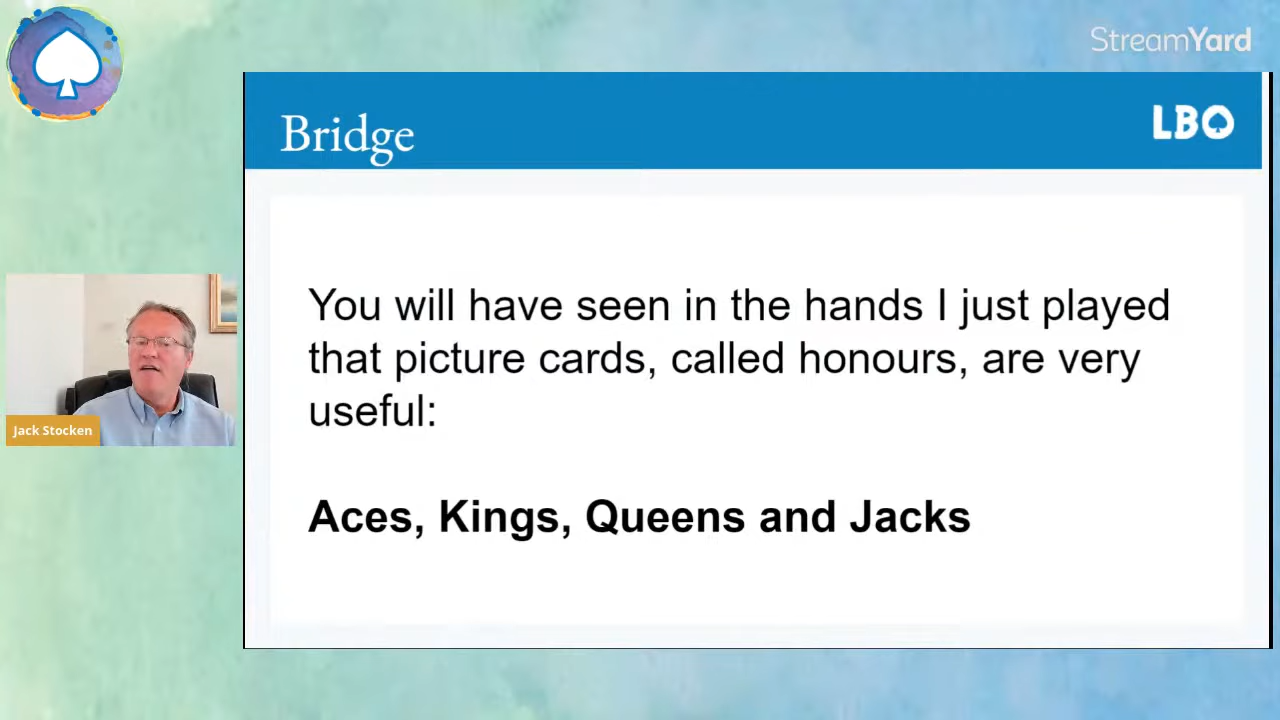 StreamYard
Bridge
LBO
You will have seen in the hands I just played
that picture cards, called honours, are very
useful:
Aces, Kings, Queens and Jacks
Jack Stocken